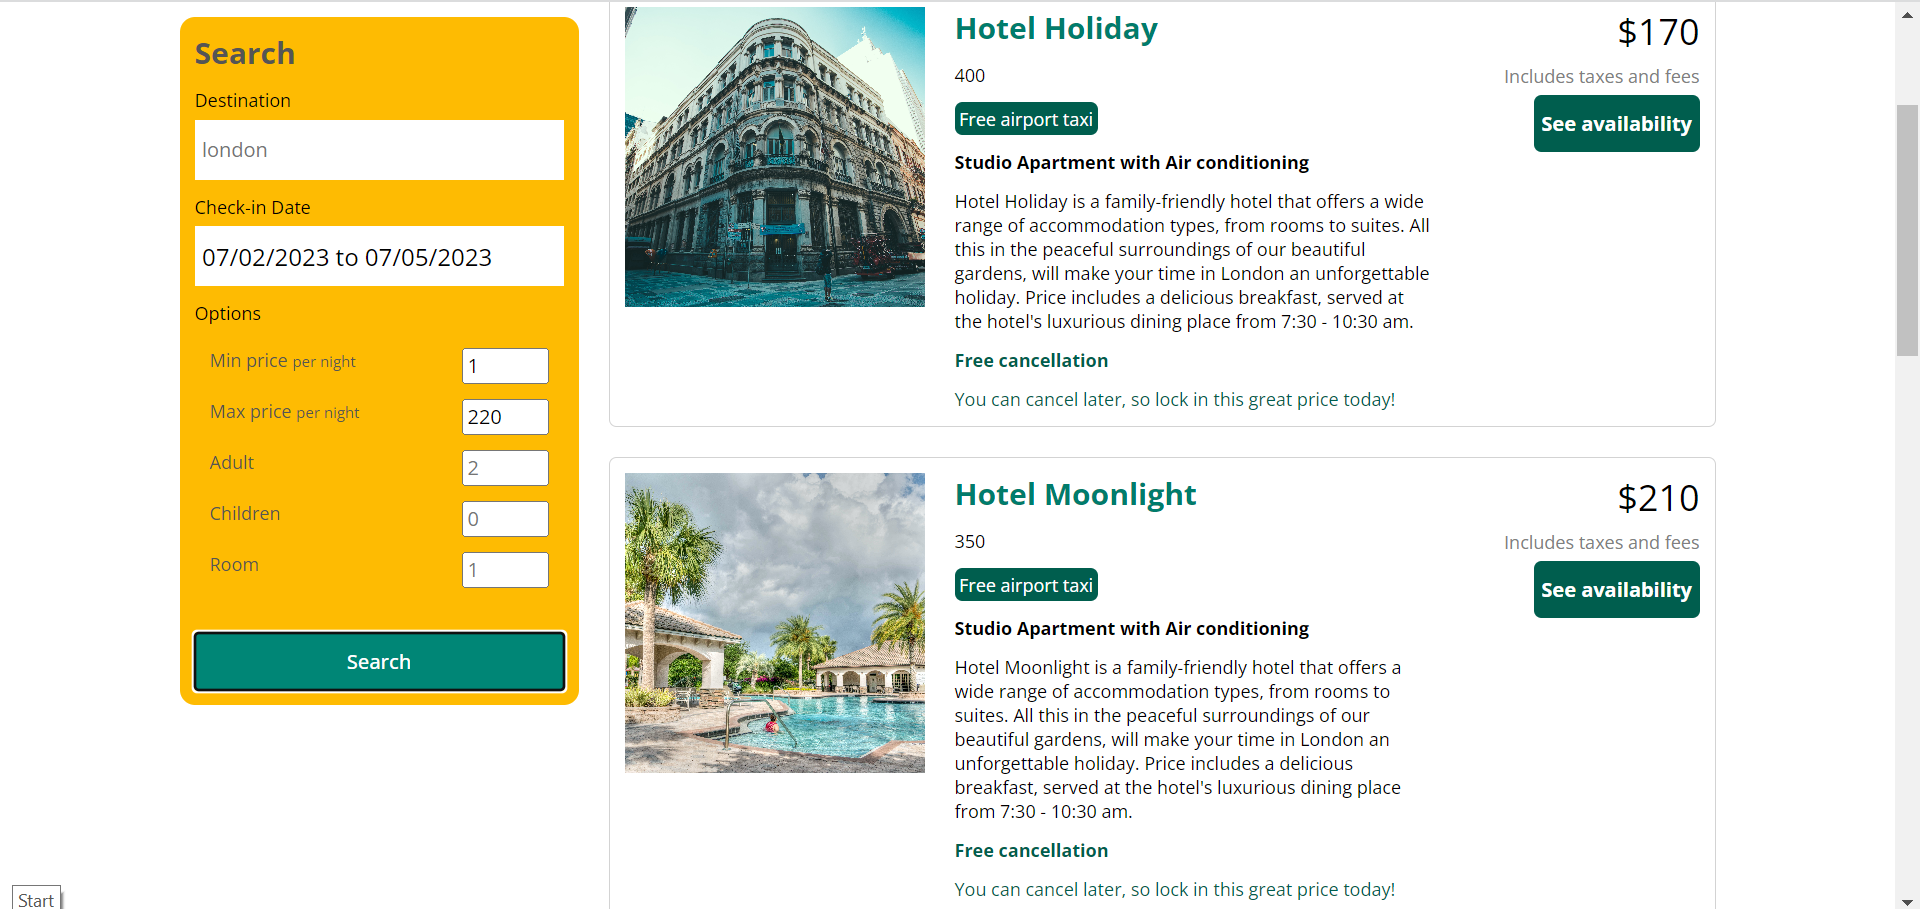 Search
Destination
london
Check-in Date
07/02/2023 to 07/05/2023
Options
Min price per night
1
Max price per night
220
Adult
2
Children
0
Room
1
Search
Hotel Holiday
400
Free airport taxi
Studio Apartment with Air conditioning
Hotel Holiday is a family-friendly hotel that offers a wide
range of accommodation types, from rooms to suites. All
this in the peaceful surroundings of our beautiful
gardens, will make your time in London an unforgettable
holiday. Price includes a delicious breakfast, served at
the hotel's luxurious dining place from 7:30 - 10:30 am.
Free cancellation
You can cancel later, so lock in this great price today!
$170
Includes taxes and fees
See availability
Hotel Moonlight
350
Free airport taxi
Studio Apartment with Air conditioning
Hotel Moonlight is a family-friendly hotel that offers a
wide range of accommodation types, from rooms to
suites. All this in the peaceful surroundings of our
beautiful gardens, will make your time in London an
unforgettable holiday. Price includes a delicious
breakfast, served at the hotel's luxurious dining place
from 7:30 - 10:30 am.
Free cancellation
You can cancel later, so lock in this great price today!
$210
Includes taxes and fees
See availability
Start